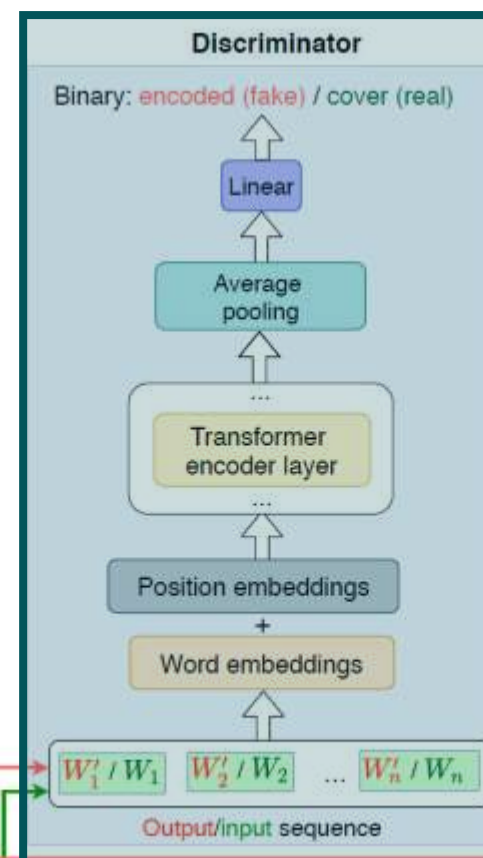 Discriminator
Binary: encoded (fake) / cover (real)
Linear
Average
pooling
...
Transformer
encoder layer
...
Position embeddings
+
Word embeddings
W′₁ / W₁ W′₂ / W₂ ... W′ₙ / Wₙ
Output/input sequence